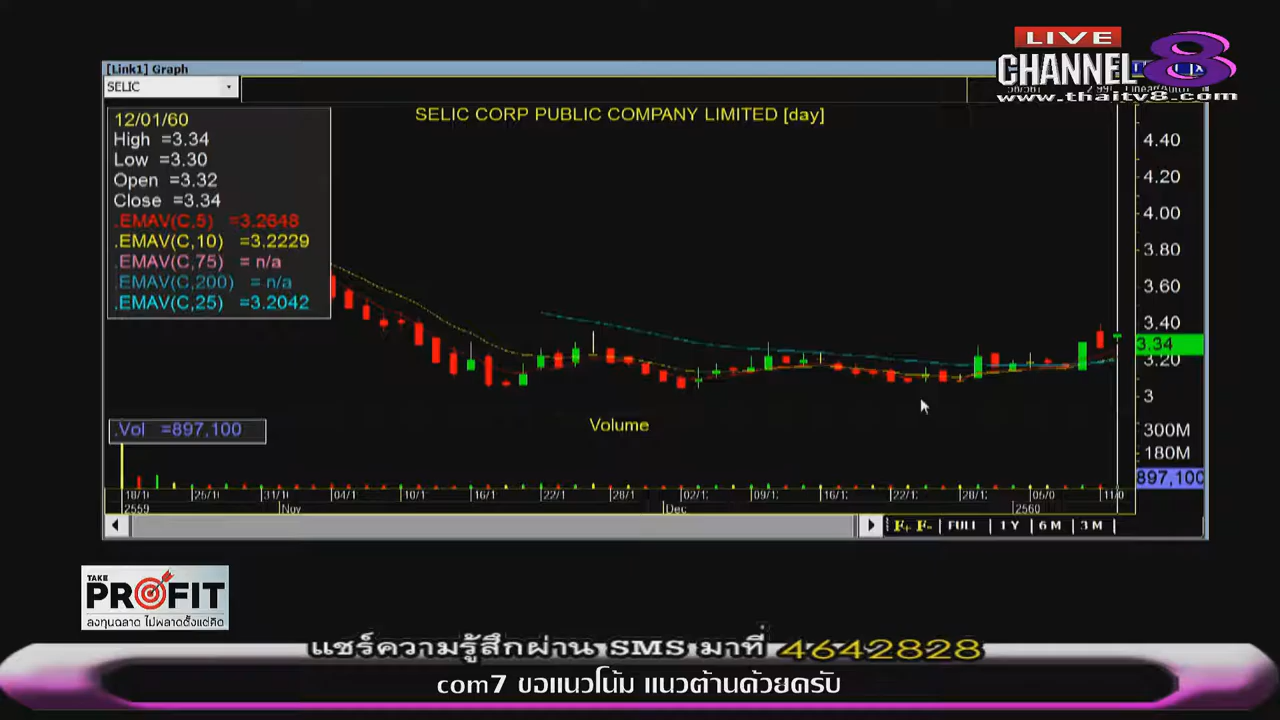 LIVE
CHANNEL 8
www.thaitv8.com
[Link1] Graph
SELIC
SELIC CORP PUBLIC COMPANY LIMITED [day]
12/01/60
High =3.34
Low =3.30
Open =3.32
Close =3.34
.EMAV(C,5) =3.2648
.EMAV(C,10) =3.2229
.EMAV(C,75) = n/a
.EMAV(C,200) = n/a
.EMAV(C,25) =3.2042
4.40
4.20
4.00
3.80
3.60
3.40
3.34
3.20
3
.Vol =897,100
Volume
300M
180M
897,100
18/10 26/10 31/10 04/1 10/1 16/1 22/1 28/1 02/1 09/1 16/1 22/1 28/1 05/0 11/0
2559 Nov Dec 2560
F+ F- FULL 1 Y 6 M 3 M
TAKE
PROFIT
ลงทุนฉลาด ไม่พลาดตั้งแต่คิด
แชร์ความรู้สึกผ่าน SMS มาที่ 4642828
com7 ขอแนวโน้ม แนวต้านด้วยครับ